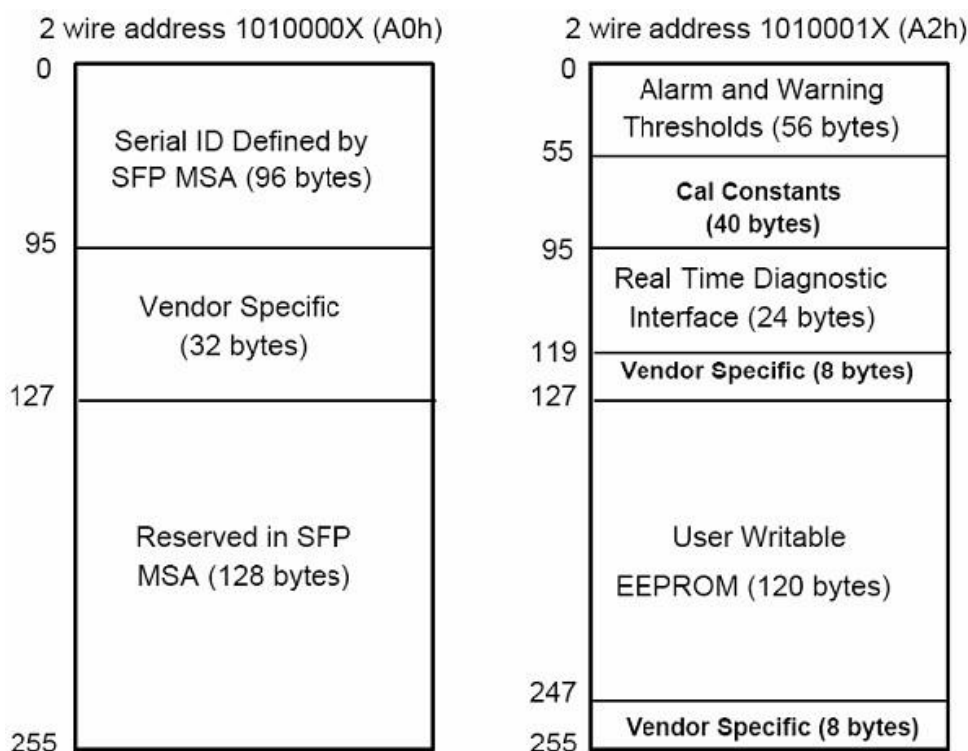 2 wire address 1010000X (A0h)
0
Serial ID Defined by
SFP MSA (96 bytes)
95
Vendor Specific
(32 bytes)
127
Reserved in SFP
MSA (128 bytes)
255
2 wire address 1010001X (A2h)
0
Alarm and Warning
Thresholds (56 bytes)
55
Cal Constants
(40 bytes)
95
Real Time Diagnostic
Interface (24 bytes)
119
Vendor Specific (8 bytes)
127
User Writable
EEPROM (120 bytes)
247
Vendor Specific (8 bytes)
255